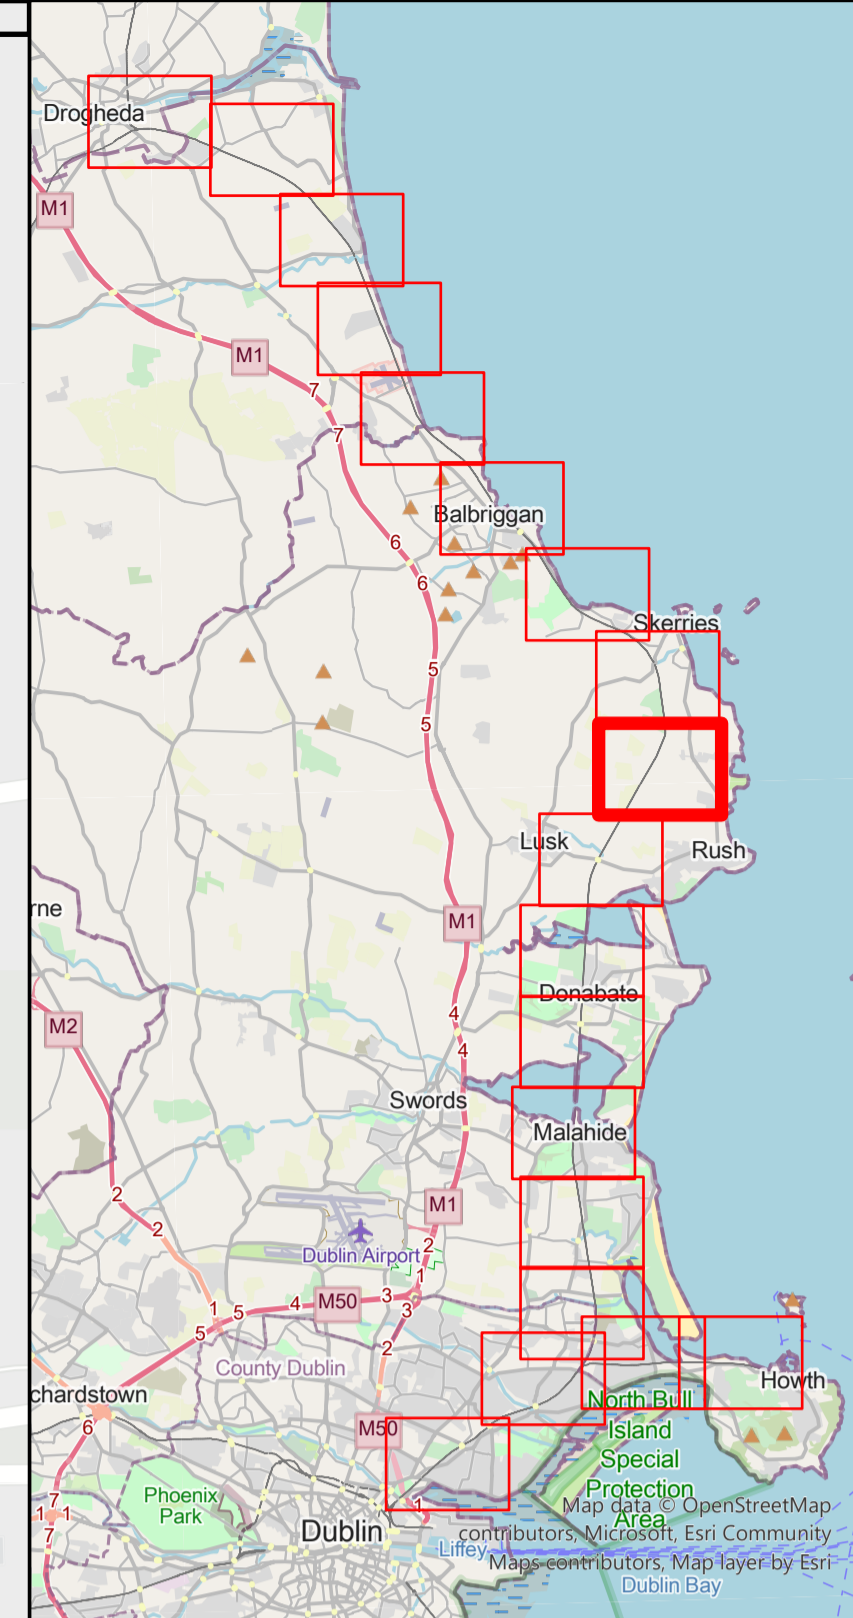 Drogheda
M1
M1
7
7
Balbriggan
6
6
Skerries
5
5
Lusk
Rush
rne
M1
Donabate
M2
4
4
Swords
Malahide
2
2
M1
Dublin Airport
2
1
1
5
4
M50
3
3
5
2
County Dublin
chardstown
Howth
6
M50
North Bull
Island
Special
Protection
Area
Phoenix
Park
7
1 1
7
1
Dublin
Liffey
Map data © OpenStreetMap
contributors, Microsoft, Esri Community
Maps contributors, Map layer by Esri
Dublin Bay